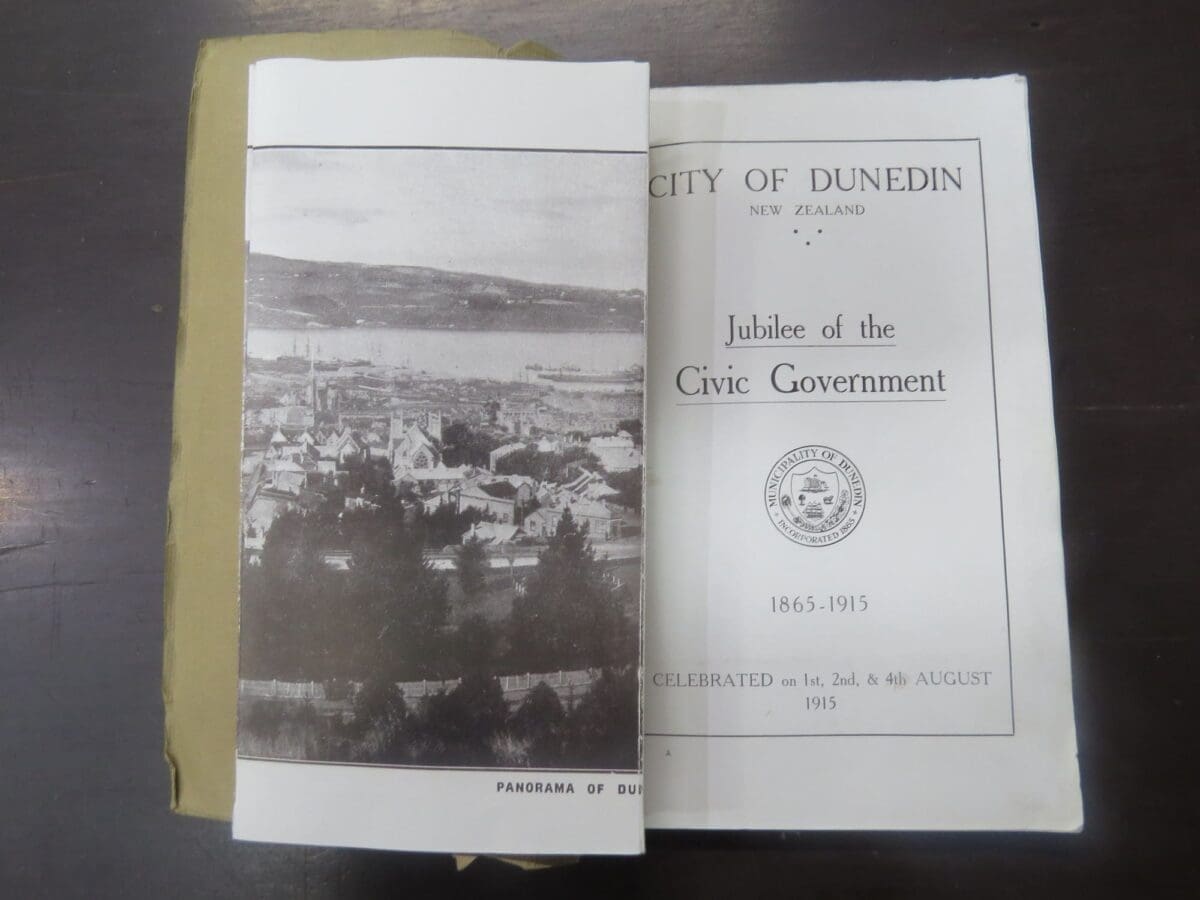 PANORAMA OF DU
CITY OF DUNEDIN
NEW ZEALAND
Jubilee of the
Civic Government
MUNICIPALITY OF DUNEDIN
INCORPORATED 1865
1865-1915
CELEBRATED on 1st, 2nd, & 4th AUGUST
1915
A